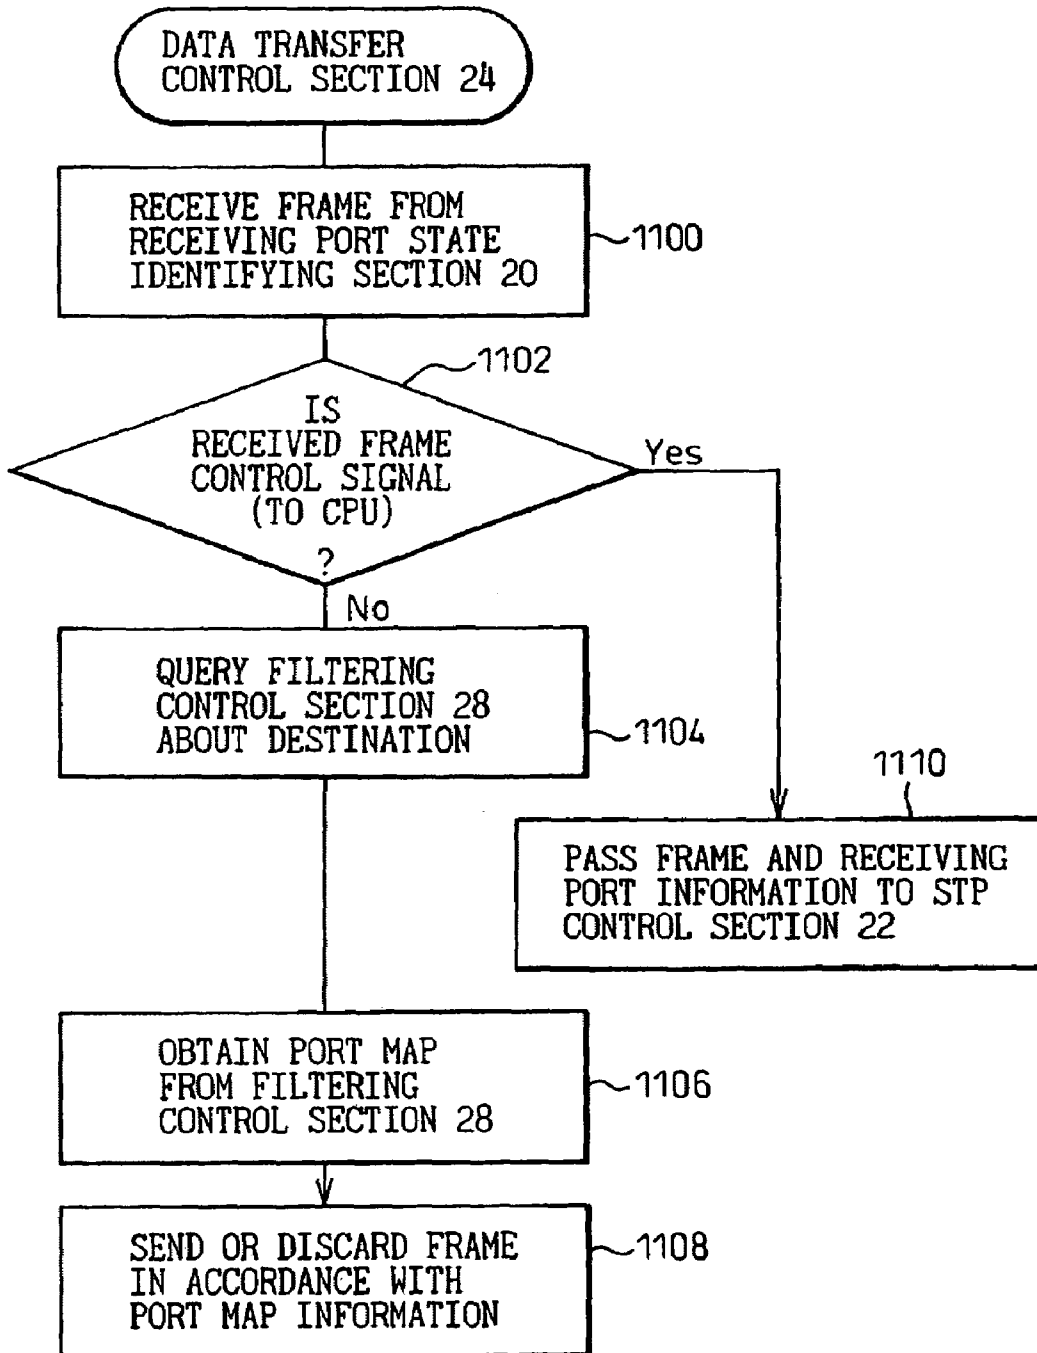 DATA TRANSFER
CONTROL SECTION 24
RECEIVE FRAME FROM
RECEIVING PORT STATE
IDENTIFYING SECTION 20
1100
1102
IS
RECEIVED FRAME
CONTROL SIGNAL
(TO CPU)
?
Yes
No
QUERY FILTERING
CONTROL SECTION 28
ABOUT DESTINATION
1104
1110
PASS FRAME AND RECEIVING
PORT INFORMATION TO STP
CONTROL SECTION 22
OBTAIN PORT MAP
FROM FILTERING
CONTROL SECTION 28
1106
SEND OR DISCARD FRAME
IN ACCORDANCE WITH
PORT MAP INFORMATION
1108